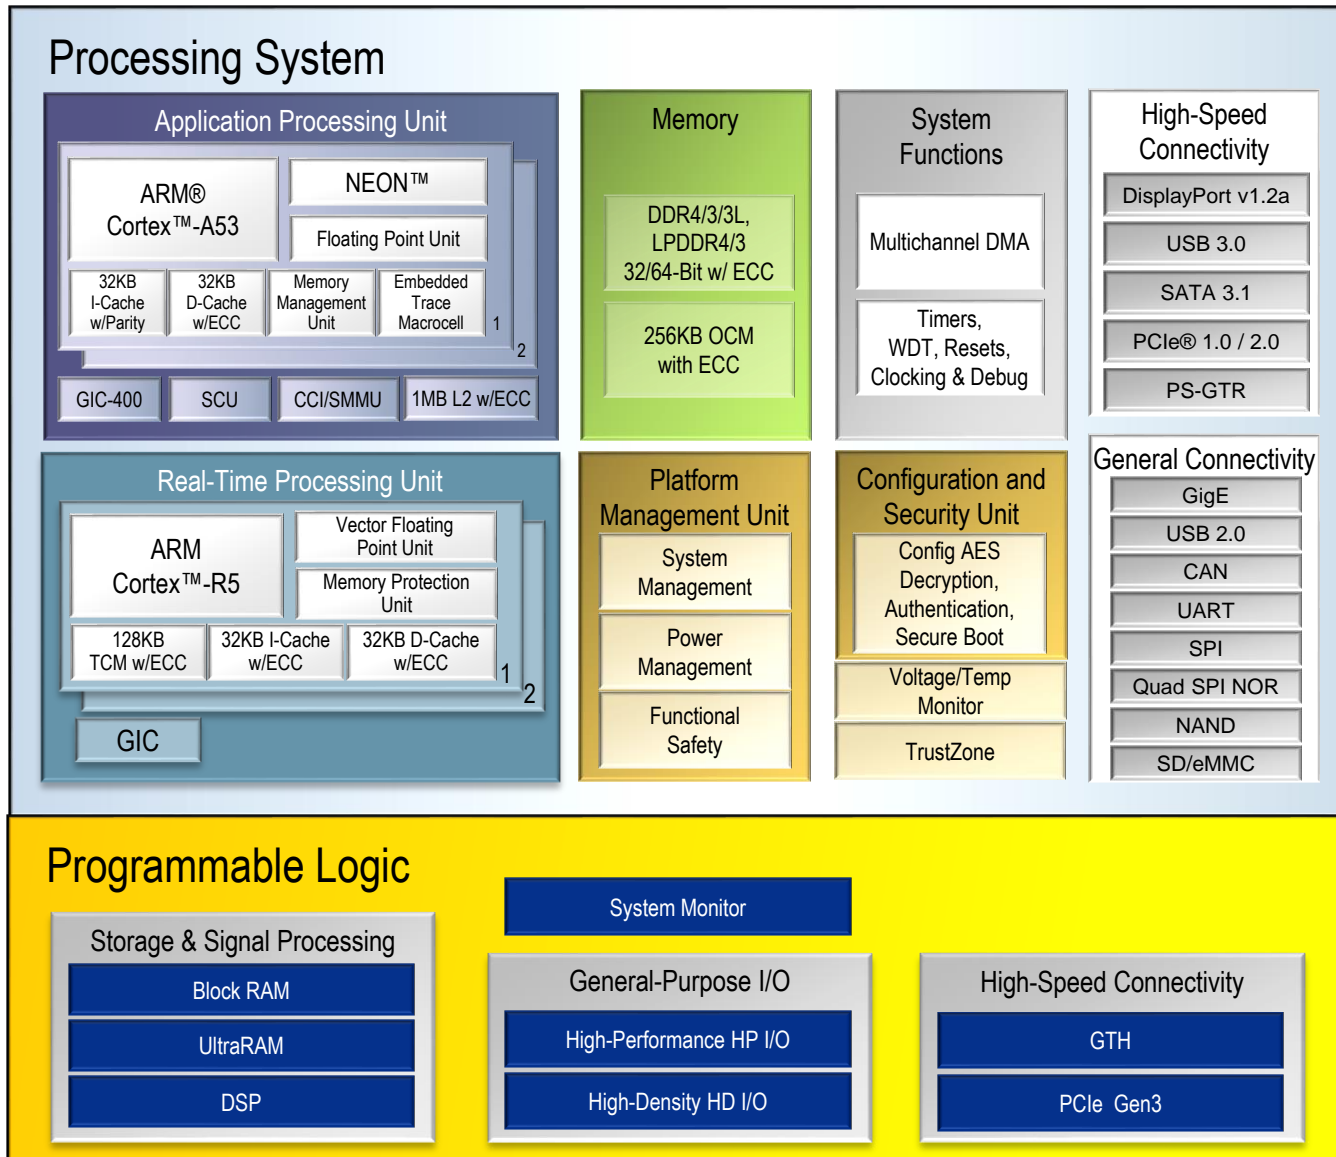 Processing System
Application Processing Unit
ARM®
Cortex™-A53
NEON™
Floating Point Unit
32KB
I-Cache
w/Parity
32KB
D-Cache
w/ECC
Memory
Management
Unit
Embedded
Trace
Macrocell
1
2
GIC-400
SCU
CCI/SMMU
1MB L2 w/ECC
Memory
DDR4/3/3L,
LPDDR4/3
32/64-Bit w/ ECC
256KB OCM
with ECC
System
Functions
Multichannel DMA
Timers,
WDT, Resets,
Clocking & Debug
High-Speed
Connectivity
DisplayPort v1.2a
USB 3.0
SATA 3.1
PCIe® 1.0 / 2.0
PS-GTR
Real-Time Processing Unit
ARM
Cortex™-R5
Vector Floating
Point Unit
Memory Protection
Unit
128KB
TCM w/ECC
32KB I-Cache
w/ECC
32KB D-Cache
w/ECC
1
2
GIC
Platform
Management Unit
System
Management
Power
Management
Functional
Safety
Configuration and
Security Unit
Config AES
Decryption,
Authentication,
Secure Boot
Voltage/Temp
Monitor
TrustZone
General Connectivity
GigE
USB 2.0
CAN
UART
SPI
Quad SPI NOR
NAND
SD/eMMC
Programmable Logic
Storage & Signal Processing
Block RAM
UltraRAM
DSP
System Monitor
General-Purpose I/O
High-Performance HP I/O
High-Density HD I/O
High-Speed Connectivity
GTH
PCIe Gen3